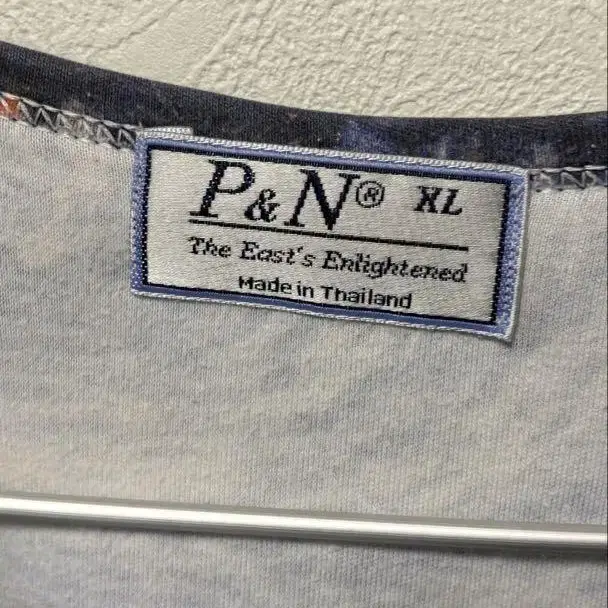 P&N® XL
The East's Enlightened
Made in Thailand